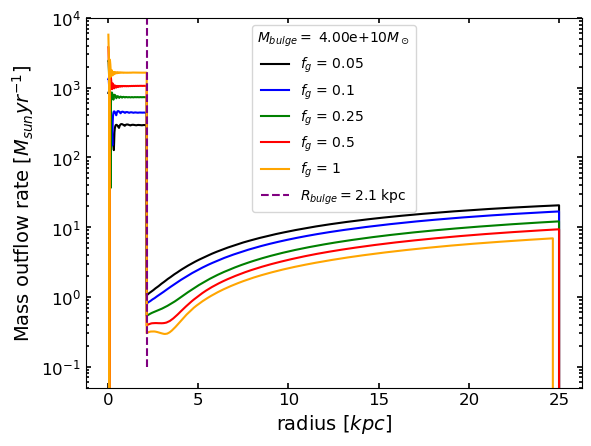 Mass outflow rate [M_sun yr^−1]
10^4
10^3
10^2
10^1
10^0
10^−1
M_bulge = 4.00e+10M_⊙
f_g = 0.05
f_g = 0.1
f_g = 0.25
f_g = 0.5
f_g = 1
R_bulge = 2.1 kpc
0 5 10 15 20 25
radius [kpc]